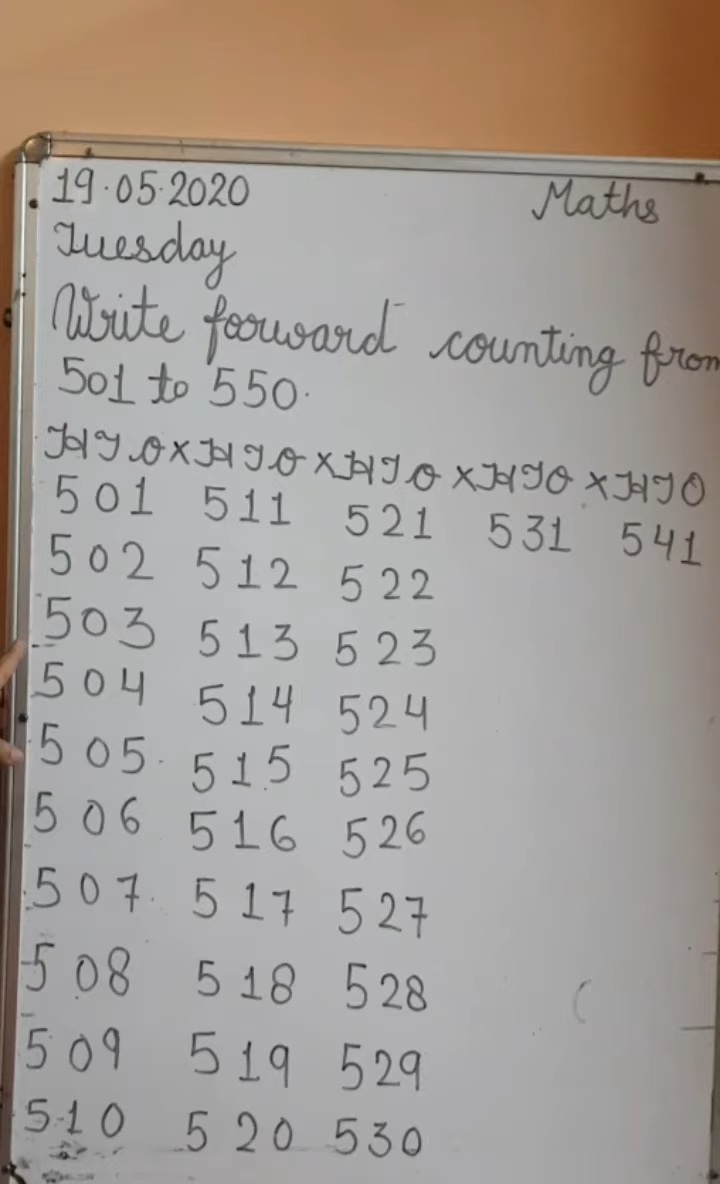 19.05.2020 Maths
Tuesday
Write forward counting from
501 to 550.
H T O x H T O x H T O x H T O x H T O
501 511 521 531 541
502 512 522
503 513 523
504 514 524
505 515 525
506 516 526
507 517 527
508 518 528
509 519 529
510 520 530